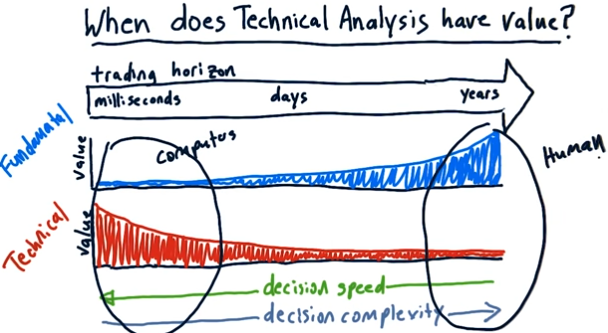 When does Technical Analysis have value?
trading horizon
milliseconds days years
Fundamental
value
computers
Human
Technical
value
decision speed
decision complexity